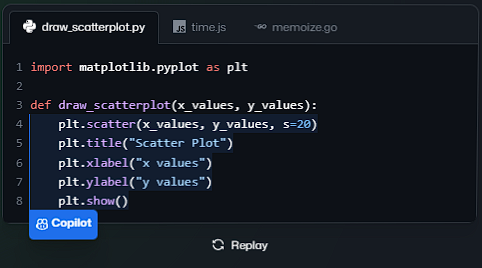 draw_scatterplot.py time.js memoize.go
1 import matplotlib.pyplot as plt
2
3 def draw_scatterplot(x_values, y_values):
4     plt.scatter(x_values, y_values, s=20)
5     plt.title("Scatter Plot")
6     plt.xlabel("x values")
7     plt.ylabel("y values")
8     plt.show()
Copilot
Replay